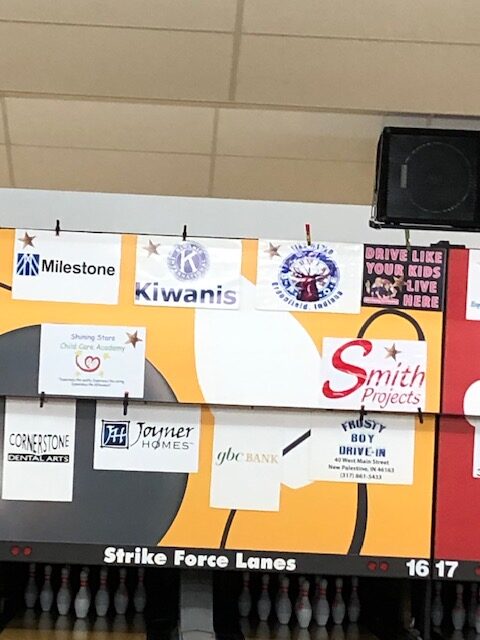 Milestone
K
Kiwanis
Greenfield, Indiana
DRIVE LIKE
YOUR KIDS
LIVE
HERE
Shining Stars
Child Care Academy
Smith
Projects
CORNERSTONE
DENTAL ARTS
JH
Joyner
HOMES
gbc BANK
FROSTY
BOY
DRIVE-IN
40 West Main Street
New Palestine, IN 46163
(317) 861-5433
Strike Force Lanes
16 17